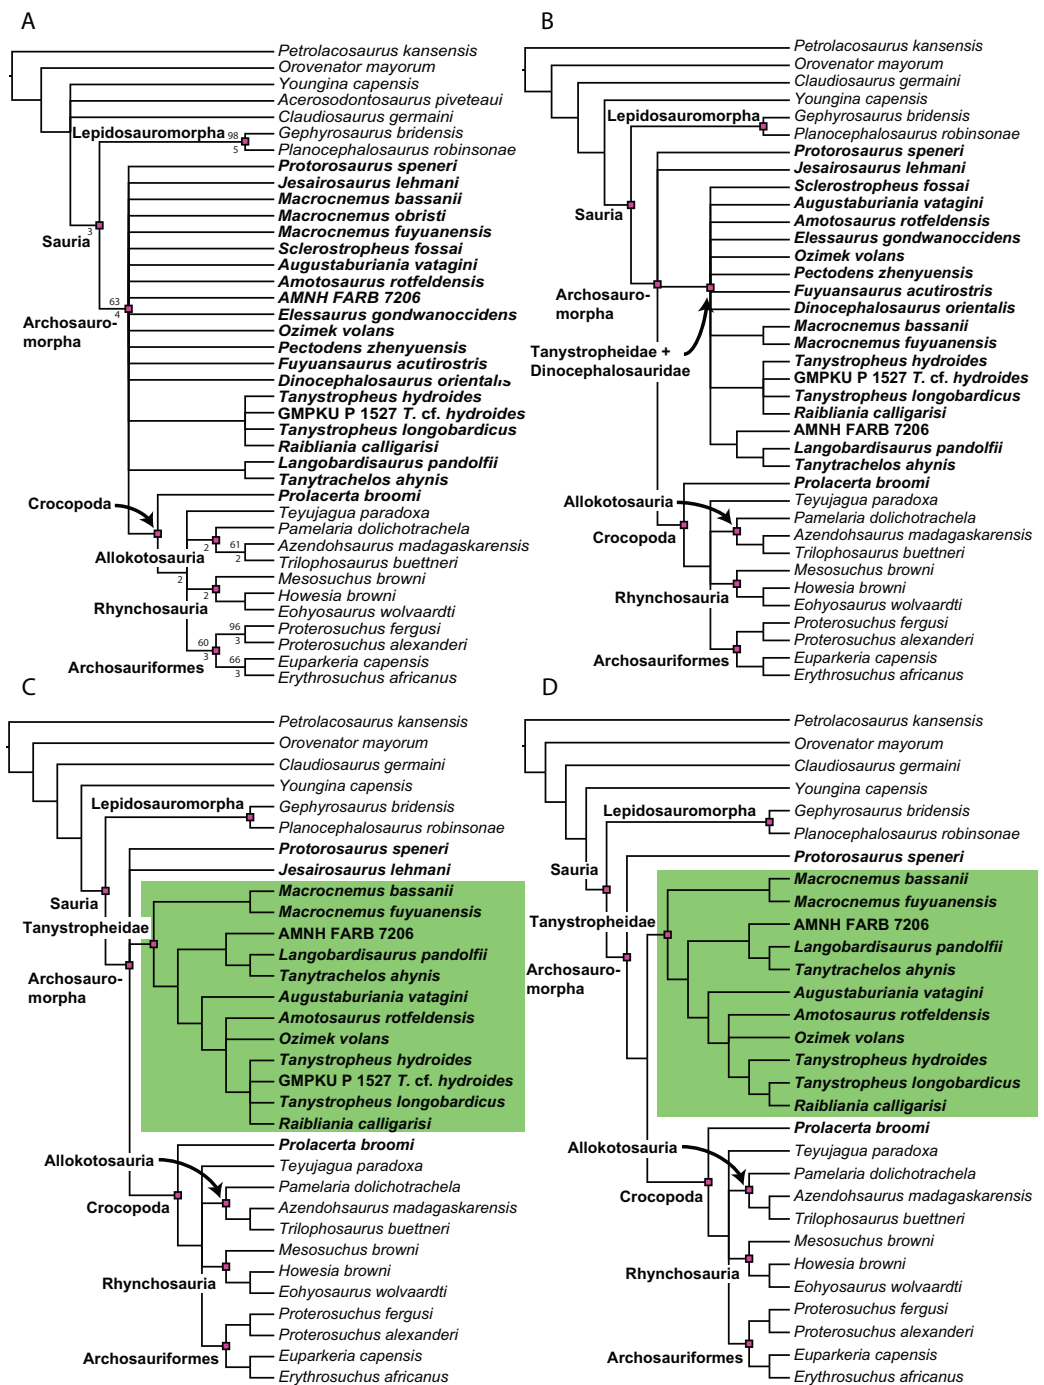 A
Petrolacosaurus kansensis
Orovenator mayorum
Youngina capensis
Acerosodontosaurus piveteaui
Claudiosaurus germaini
Lepidosauromorpha
98
5
Gephyrosaurus bridensis
Planocephalosaurus robinsonae
Protorosaurus speneri
Jesairosaurus lehmani
Macrocnemus bassanii
Macrocnemus obristi
Macrocnemus fuyuanensis
Sauria
3
Sclerostropheus fossai
Augustaburiania vatagini
Amotosaurus rotfeldensis
63
4
AMNH FARB 7206
Archosauro-
morpha
Elessaurus gondwanoccidens
Ozimek volans
Pectodens zhenyuensis
Fuyuansaurus acutirostris
Dinocephalosaurus orientalis
Tanystropheus hydroides
GMPKU P 1527 T. cf. hydroides
Tanystropheus longobardicus
Raibliania calligarisi
Langobardisaurus pandolfii
Tanytrachelos ahynis
Crocopoda
Prolacerta broomi
Teyujagua paradoxa
Pamelaria dolichotrachela
2
61
2
Azendohsaurus madagaskarensis
Allokotosauria
Trilophosaurus buettneri
2
Mesosuchus browni
2
Howesia browni
Rhynchosauria
Eohyosaurus wolvaardti
96
3
Proterosuchus fergusi
60
3
Proterosuchus alexanderi
Archosauriformes
66
3
Euparkeria capensis
Erythrosuchus africanus
B
Petrolacosaurus kansensis
Orovenator mayorum
Claudiosaurus germaini
Youngina capensis
Lepidosauromorpha
Gephyrosaurus bridensis
Planocephalosaurus robinsonae
Protorosaurus speneri
Jesairosaurus lehmani
Sclerostropheus fossai
Augustaburiania vatagini
Sauria
Amotosaurus rotfeldensis
Elessaurus gondwanoccidens
Ozimek volans
Pectodens zhenyuensis
Fuyuansaurus acutirostris
Archosauro-
morpha
Dinocephalosaurus orientalis
Macrocnemus bassanii
Macrocnemus fuyuanensis
Tanystropheidae +
Dinocephalosauridae
Tanystropheus hydroides
GMPKU P 1527 T. cf. hydroides
Tanystropheus longobardicus
Raibliania calligarisi
AMNH FARB 7206
Langobardisaurus pandolfii
Tanytrachelos ahynis
Prolacerta broomi
Allokotosauria
Teyujagua paradoxa
Pamelaria dolichotrachela
Crocopoda
Azendohsaurus madagaskarensis
Trilophosaurus buettneri
Mesosuchus browni
Rhynchosauria
Howesia browni
Eohyosaurus wolvaardti
Proterosuchus fergusi
Proterosuchus alexanderi
Archosauriformes
Euparkeria capensis
Erythrosuchus africanus
C
Petrolacosaurus kansensis
Orovenator mayorum
Claudiosaurus germaini
Youngina capensis
Lepidosauromorpha
Gephyrosaurus bridensis
Planocephalosaurus robinsonae
Protorosaurus speneri
Jesairosaurus lehmani
Sauria
Macrocnemus bassanii
Macrocnemus fuyuanensis
Tanystropheidae
AMNH FARB 7206
Langobardisaurus pandolfii
Archosauro-
morpha
Tanytrachelos ahynis
Augustaburiania vatagini
Amotosaurus rotfeldensis
Ozimek volans
Tanystropheus hydroides
GMPKU P 1527 T. cf. hydroides
Tanystropheus longobardicus
Raibliania calligarisi
Prolacerta broomi
Allokotosauria
Teyujagua paradoxa
Pamelaria dolichotrachela
Crocopoda
Azendohsaurus madagaskarensis
Trilophosaurus buettneri
Mesosuchus browni
Rhynchosauria
Howesia browni
Eohyosaurus wolvaardti
Proterosuchus fergusi
Proterosuchus alexanderi
Archosauriformes
Euparkeria capensis
Erythrosuchus africanus
D
Petrolacosaurus kansensis
Orovenator mayorum
Claudiosaurus germaini
Youngina capensis
Lepidosauromorpha
Gephyrosaurus bridensis
Planocephalosaurus robinsonae
Protorosaurus speneri
Sauria
Macrocnemus bassanii
Macrocnemus fuyuanensis
Tanystropheidae
AMNH FARB 7206
Langobardisaurus pandolfii
Archosauro-
morpha
Tanytrachelos ahynis
Augustaburiania vatagini
Amotosaurus rotfeldensis
Ozimek volans
Tanystropheus hydroides
Tanystropheus longobardicus
Raibliania calligarisi
Prolacerta broomi
Allokotosauria
Teyujagua paradoxa
Pamelaria dolichotrachela
Crocopoda
Azendohsaurus madagaskarensis
Trilophosaurus buettneri
Mesosuchus browni
Rhynchosauria
Howesia browni
Eohyosaurus wolvaardti
Proterosuchus fergusi
Proterosuchus alexanderi
Archosauriformes
Euparkeria capensis
Erythrosuchus africanus